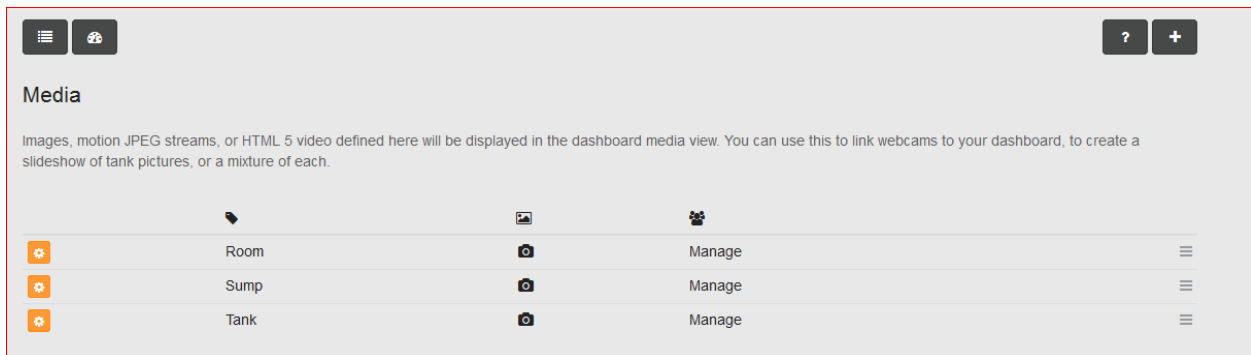 ?
Media
Images, motion JPEG streams, or HTML 5 video defined here will be displayed in the dashboard media view. You can use this to link webcams to your dashboard, to create a
slideshow of tank pictures, or a mixture of each.
Room Manage
Sump Manage
Tank Manage